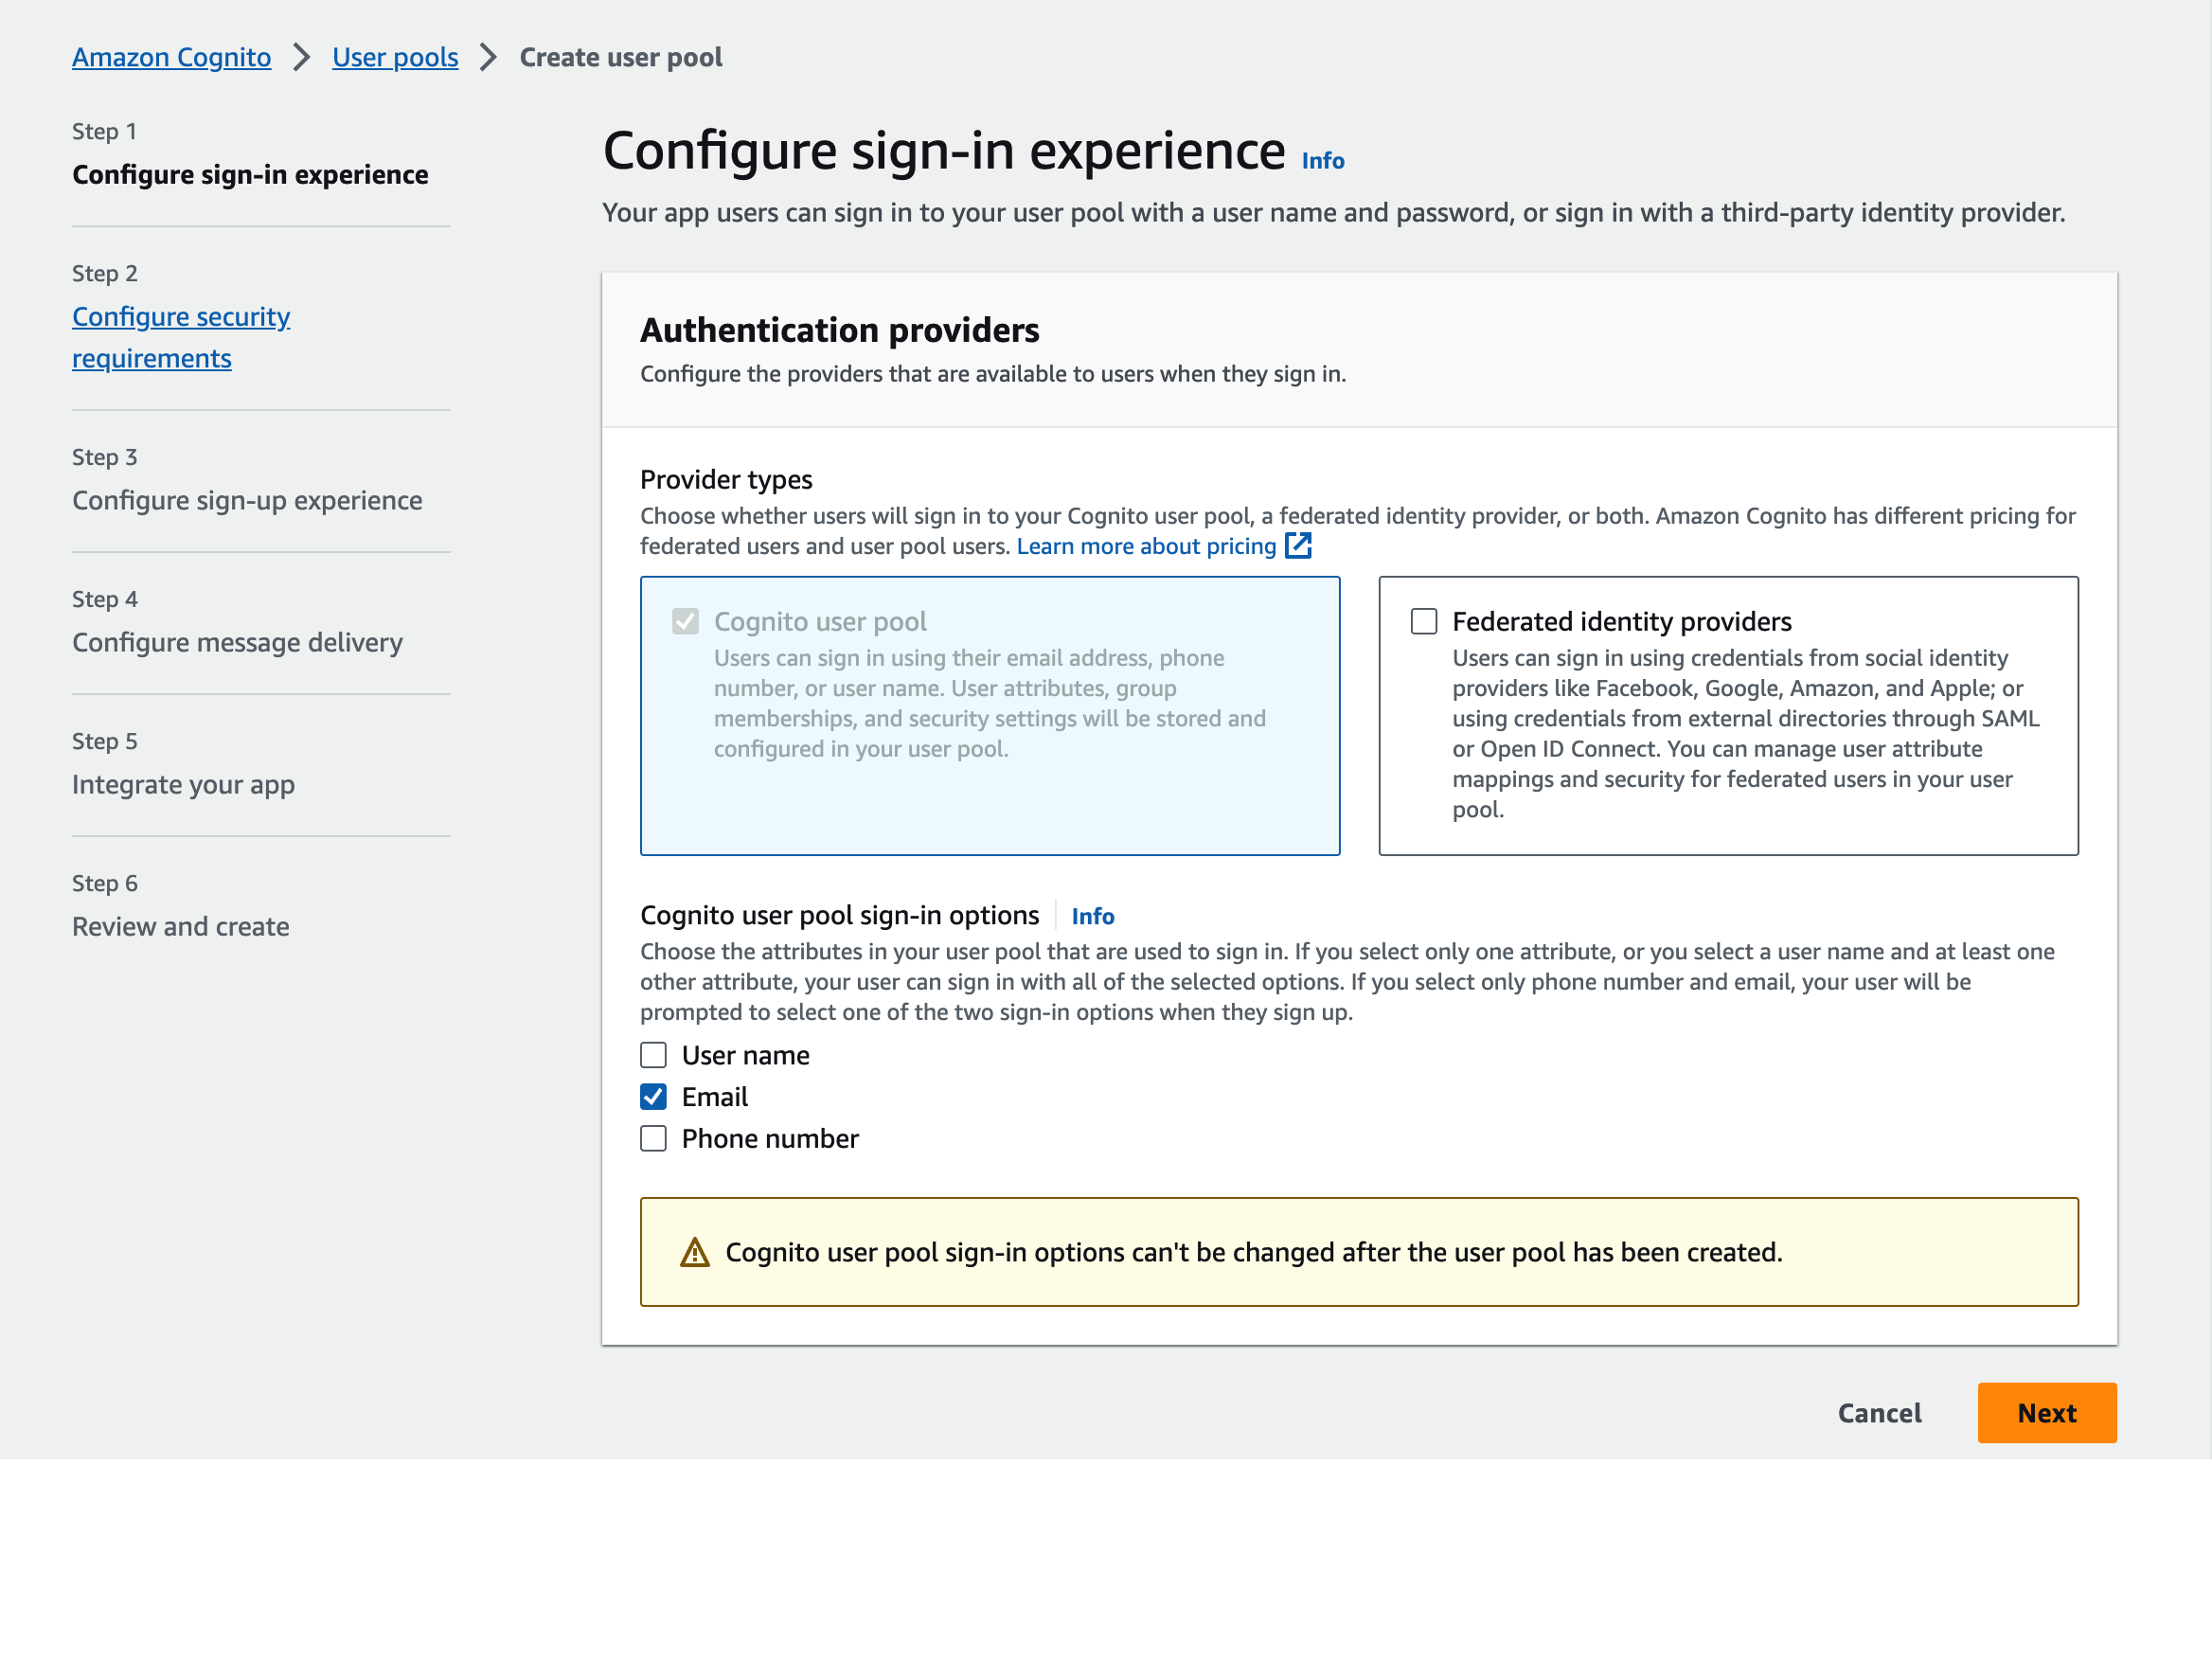 Amazon Cognito > User pools > Create user pool
Step 1
Configure sign-in experience
Step 2
Configure security
requirements
Step 3
Configure sign-up experience
Step 4
Configure message delivery
Step 5
Integrate your app
Step 6
Review and create
Configure sign-in experience Info
Your app users can sign in to your user pool with a user name and password, or sign in with a third-party identity provider.
Authentication providers
Configure the providers that are available to users when they sign in.
Provider types
Choose whether users will sign in to your Cognito user pool, a federated identity provider, or both. Amazon Cognito has different pricing for
federated users and user pool users. Learn more about pricing
Cognito user pool
Users can sign in using their email address, phone
number, or user name. User attributes, group
memberships, and security settings will be stored and
configured in your user pool.
Federated identity providers
Users can sign in using credentials from social identity
providers like Facebook, Google, Amazon, and Apple; or
using credentials from external directories through SAML
or Open ID Connect. You can manage user attribute
mappings and security for federated users in your user
pool.
Cognito user pool sign-in options Info
Choose the attributes in your user pool that are used to sign in. If you select only one attribute, or you select a user name and at least one
other attribute, your user can sign in with all of the selected options. If you select only phone number and email, your user will be
prompted to select one of the two sign-in options when they sign up.
User name
Email
Phone number
Cognito user pool sign-in options can't be changed after the user pool has been created.
Cancel
Next